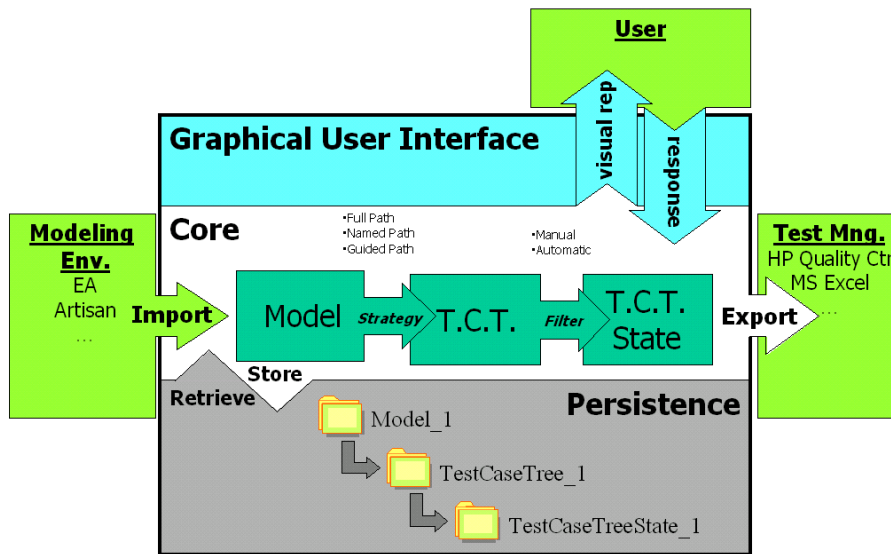 User
visual rep
response
Graphical User Interface
Modeling
Env.
EA
Artisan
...
Import
Core
•Full Path
•Named Path
•Guided Path
•Manual
•Automatic
Model
Strategy
T.C.T.
Filter
T.C.T.
State
Export
Test Mng.
HP Quality Ctr
MS Excel
...
Store
Retrieve
Persistence
Model_1
TestCaseTree_1
TestCaseTreeState_1